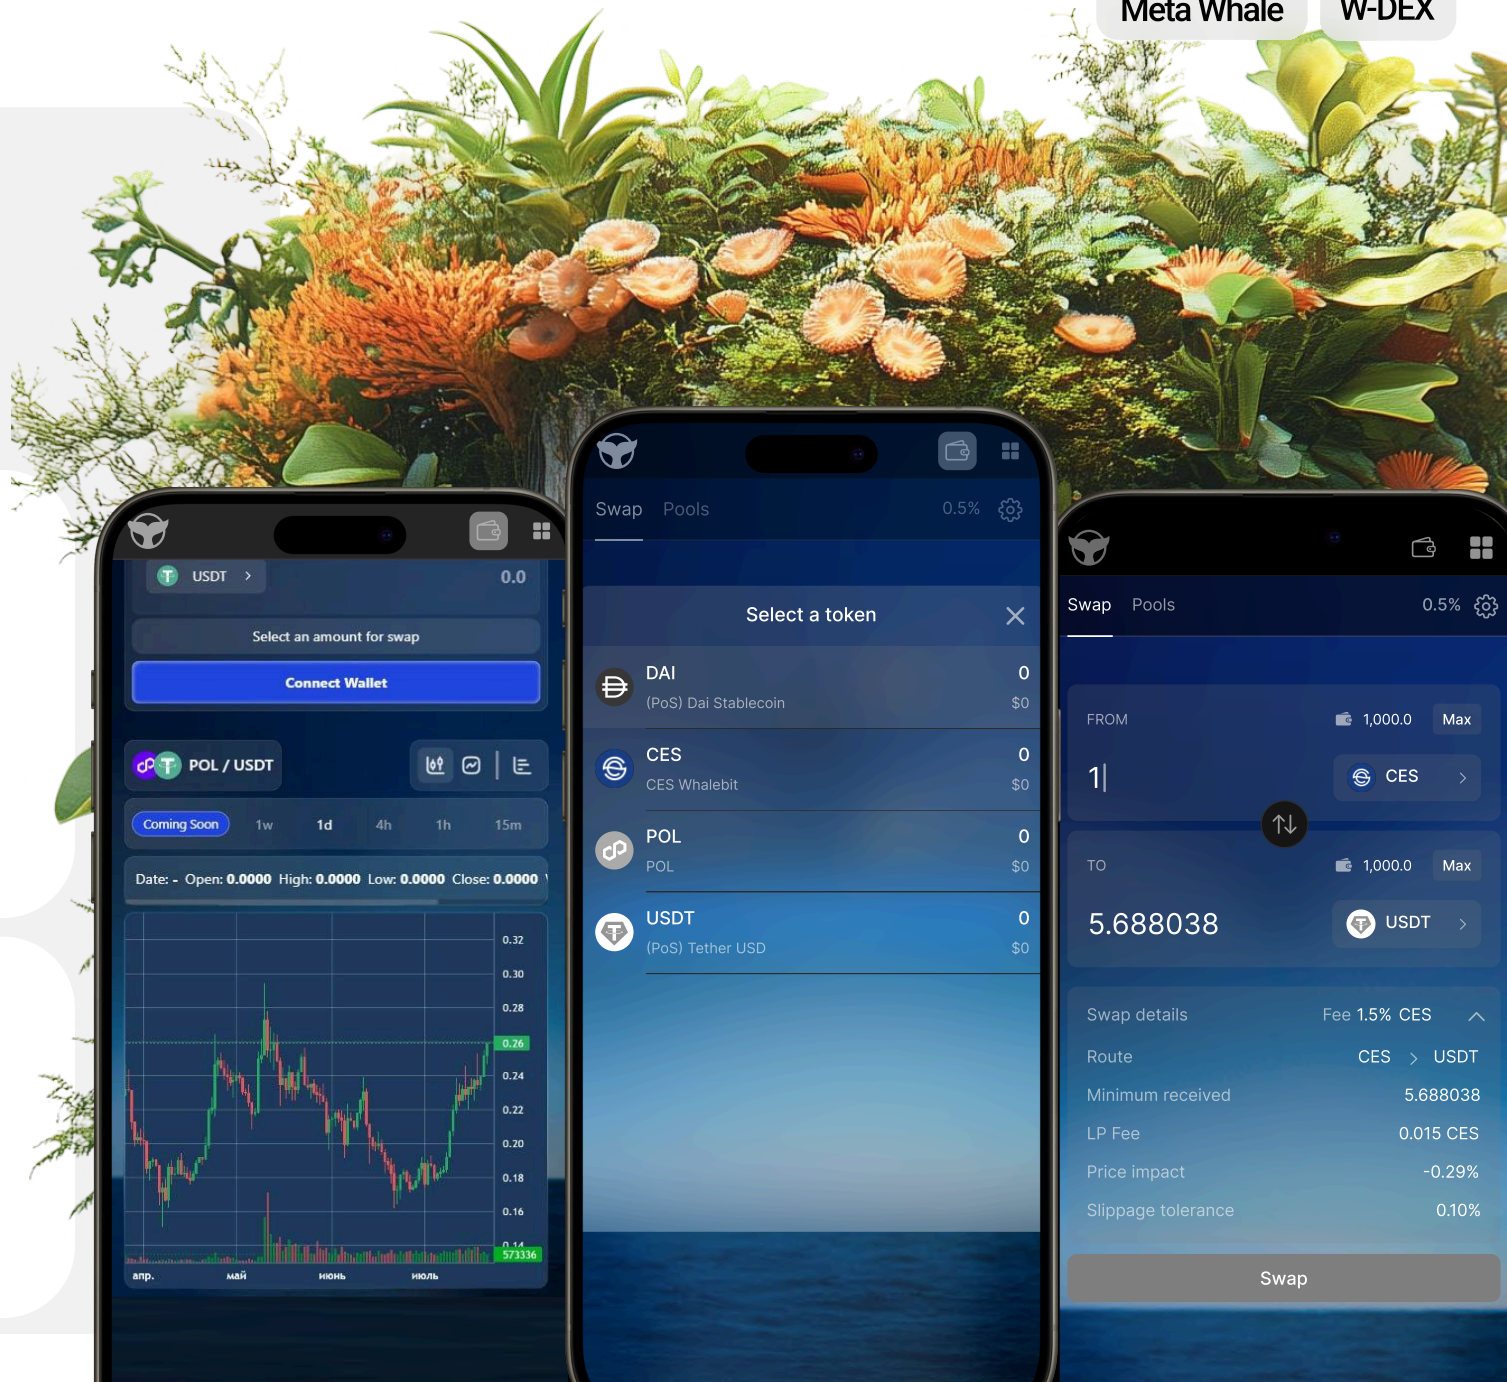 Meta Whale
W-DEX
USDT
0.0
Select an amount for swap
Connect Wallet
POL / USDT
Coming Soon 1w 1d 4h 1h 15m
Date: - Open: 0.0000 High: 0.0000 Low: 0.0000 Close: 0.0000
0.32
0.30
0.28
0.26
0.24
0.22
0.20
0.18
0.16
0.14
573336
апр. май июнь июль
Swap Pools 0.5%
Select a token
DAI 0
(PoS) Dai Stablecoin $0
CES 0
CES Whalebit $0
POL 0
POL $0
USDT 0
(PoS) Tether USD $0
Swap Pools 0.5%
FROM 1,000.0 Max
1 CES
TO 1,000.0 Max
5.688038 USDT
Swap details Fee 1.5% CES
Route CES > USDT
Minimum received 5.688038
LP Fee 0.015 CES
Price impact -0.29%
Slippage tolerance 0.10%
Swap